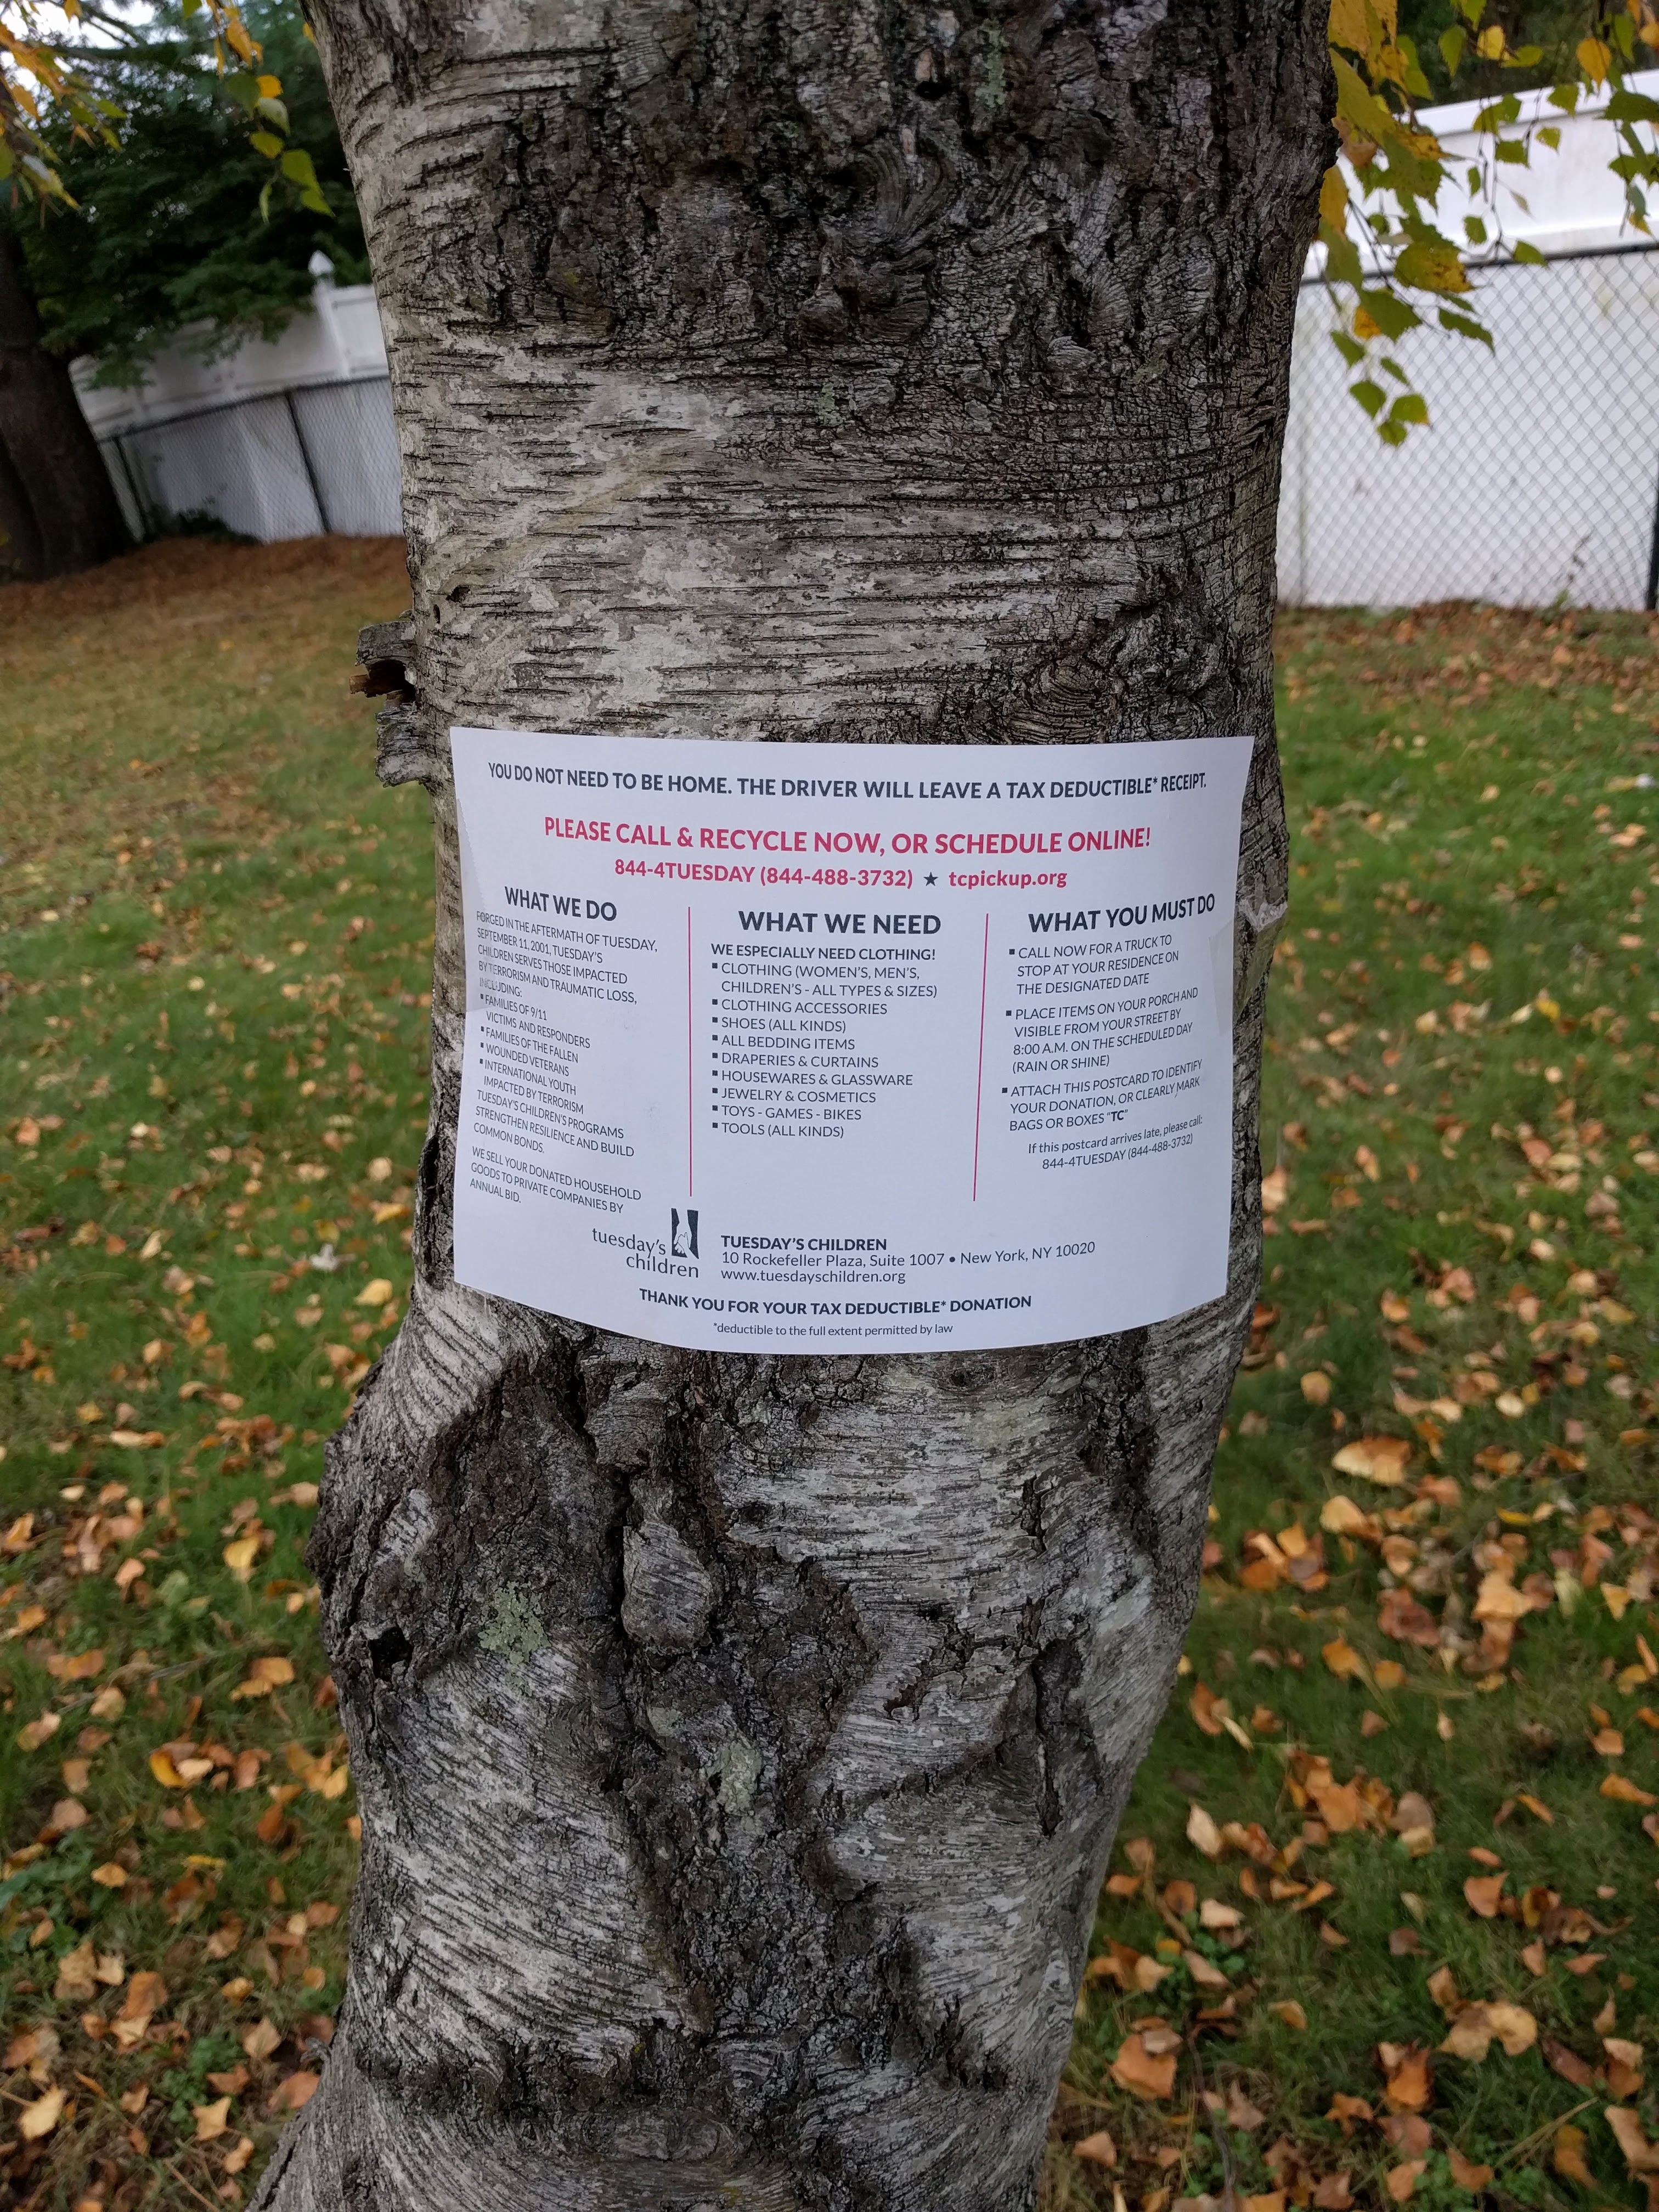 YOU DO NOT NEED TO BE HOME. THE DRIVER WILL LEAVE A TAX DEDUCTIBLE* RECEIPT.
PLEASE CALL & RECYCLE NOW, OR SCHEDULE ONLINE!
844-4TUESDAY (844-488-3732) ★ tcpickup.org
WHAT WE DO
FORGED IN THE AFTERMATH OF TUESDAY,
SEPTEMBER 11, 2001, TUESDAY'S
CHILDREN SERVES THOSE IMPACTED
BY TERRORISM AND TRAUMATIC LOSS,
INCLUDING:
▪ FAMILIES OF 9/11
VICTIMS AND RESPONDERS
▪ FAMILIES OF THE FALLEN
▪ WOUNDED VETERANS
▪ INTERNATIONAL YOUTH
IMPACTED BY TERRORISM
TUESDAY'S CHILDREN'S PROGRAMS
STRENGTHEN RESILIENCE AND BUILD
COMMON BONDS.
WE SELL YOUR DONATED HOUSEHOLD
GOODS TO PRIVATE COMPANIES BY
ANNUAL BID.
WHAT WE NEED
WE ESPECIALLY NEED CLOTHING!
▪ CLOTHING (WOMEN'S, MEN'S,
CHILDREN'S - ALL TYPES & SIZES)
▪ CLOTHING ACCESSORIES
▪ SHOES (ALL KINDS)
▪ ALL BEDDING ITEMS
▪ DRAPERIES & CURTAINS
▪ HOUSEWARES & GLASSWARE
▪ JEWELRY & COSMETICS
▪ TOYS - GAMES - BIKES
▪ TOOLS (ALL KINDS)
WHAT YOU MUST DO
▪ CALL NOW FOR A TRUCK TO
STOP AT YOUR RESIDENCE ON
THE DESIGNATED DATE
▪ PLACE ITEMS ON YOUR PORCH AND
VISIBLE FROM YOUR STREET BY
8:00 A.M. ON THE SCHEDULED DAY
(RAIN OR SHINE)
▪ ATTACH THIS POSTCARD TO IDENTIFY
YOUR DONATION, OR CLEARLY MARK
BAGS OR BOXES "TC"
If this postcard arrives late, please call:
844-4TUESDAY (844-488-3732)
tuesday's
children
TUESDAY'S CHILDREN
10 Rockefeller Plaza, Suite 1007 • New York, NY 10020
www.tuesdayschildren.org
THANK YOU FOR YOUR TAX DEDUCTIBLE* DONATION
*deductible to the full extent permitted by law